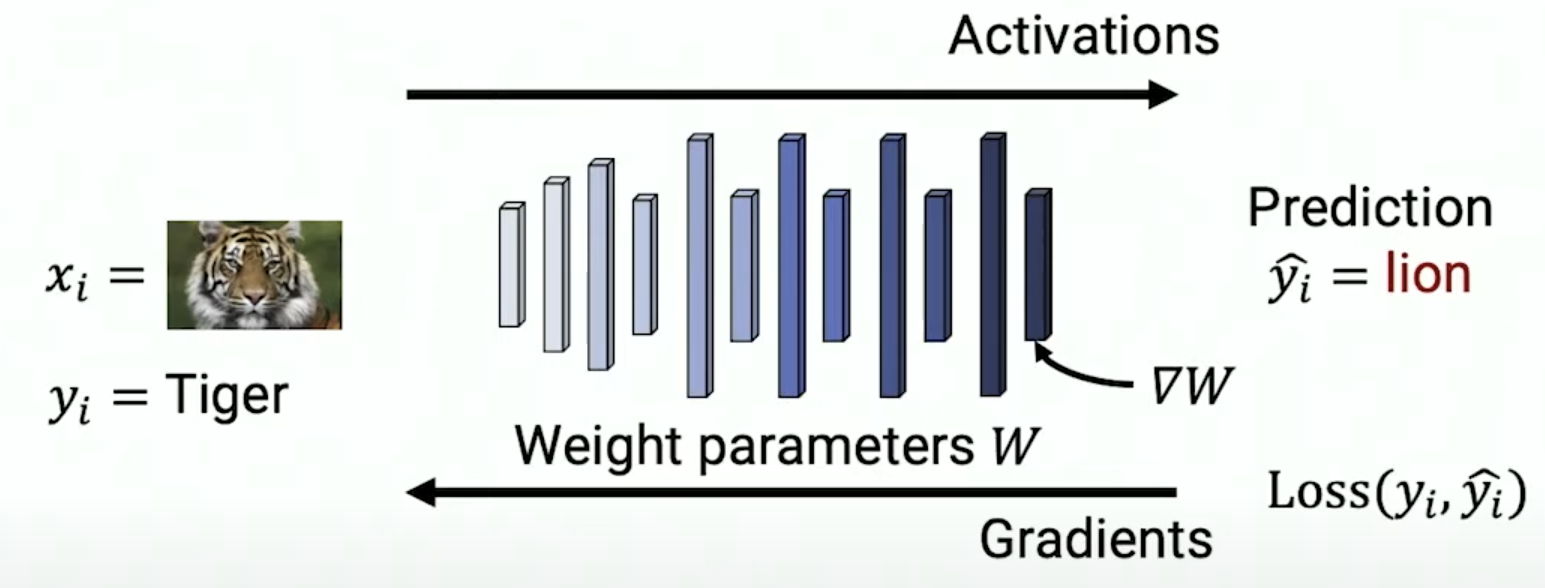 Activations
xᵢ =
yᵢ = Tiger
Prediction
ŷᵢ = lion
∇W
Weight parameters W
Loss(yᵢ, ŷᵢ)
Gradients